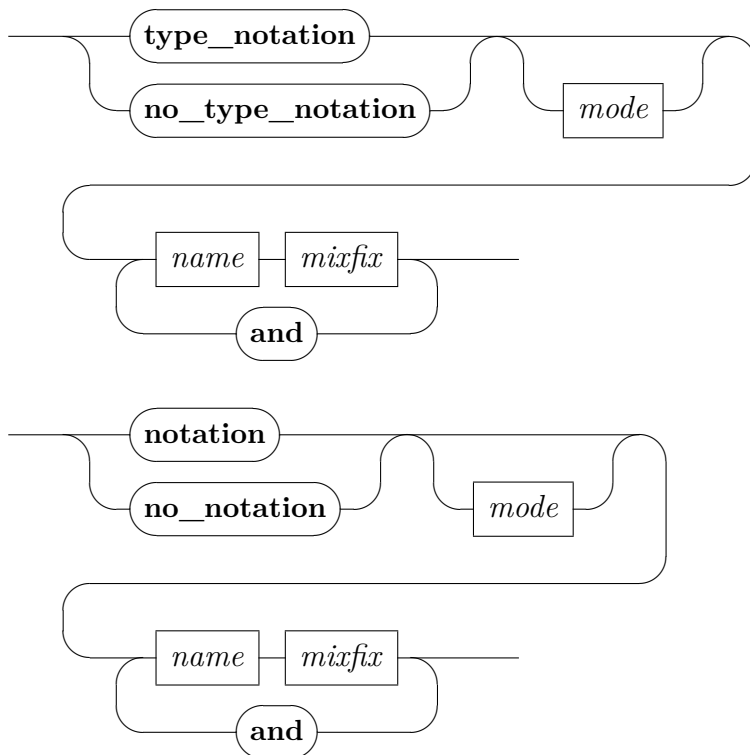 type_notation
no_type_notation
mode
name mixfix
and
notation
no_notation
mode
name mixfix
and